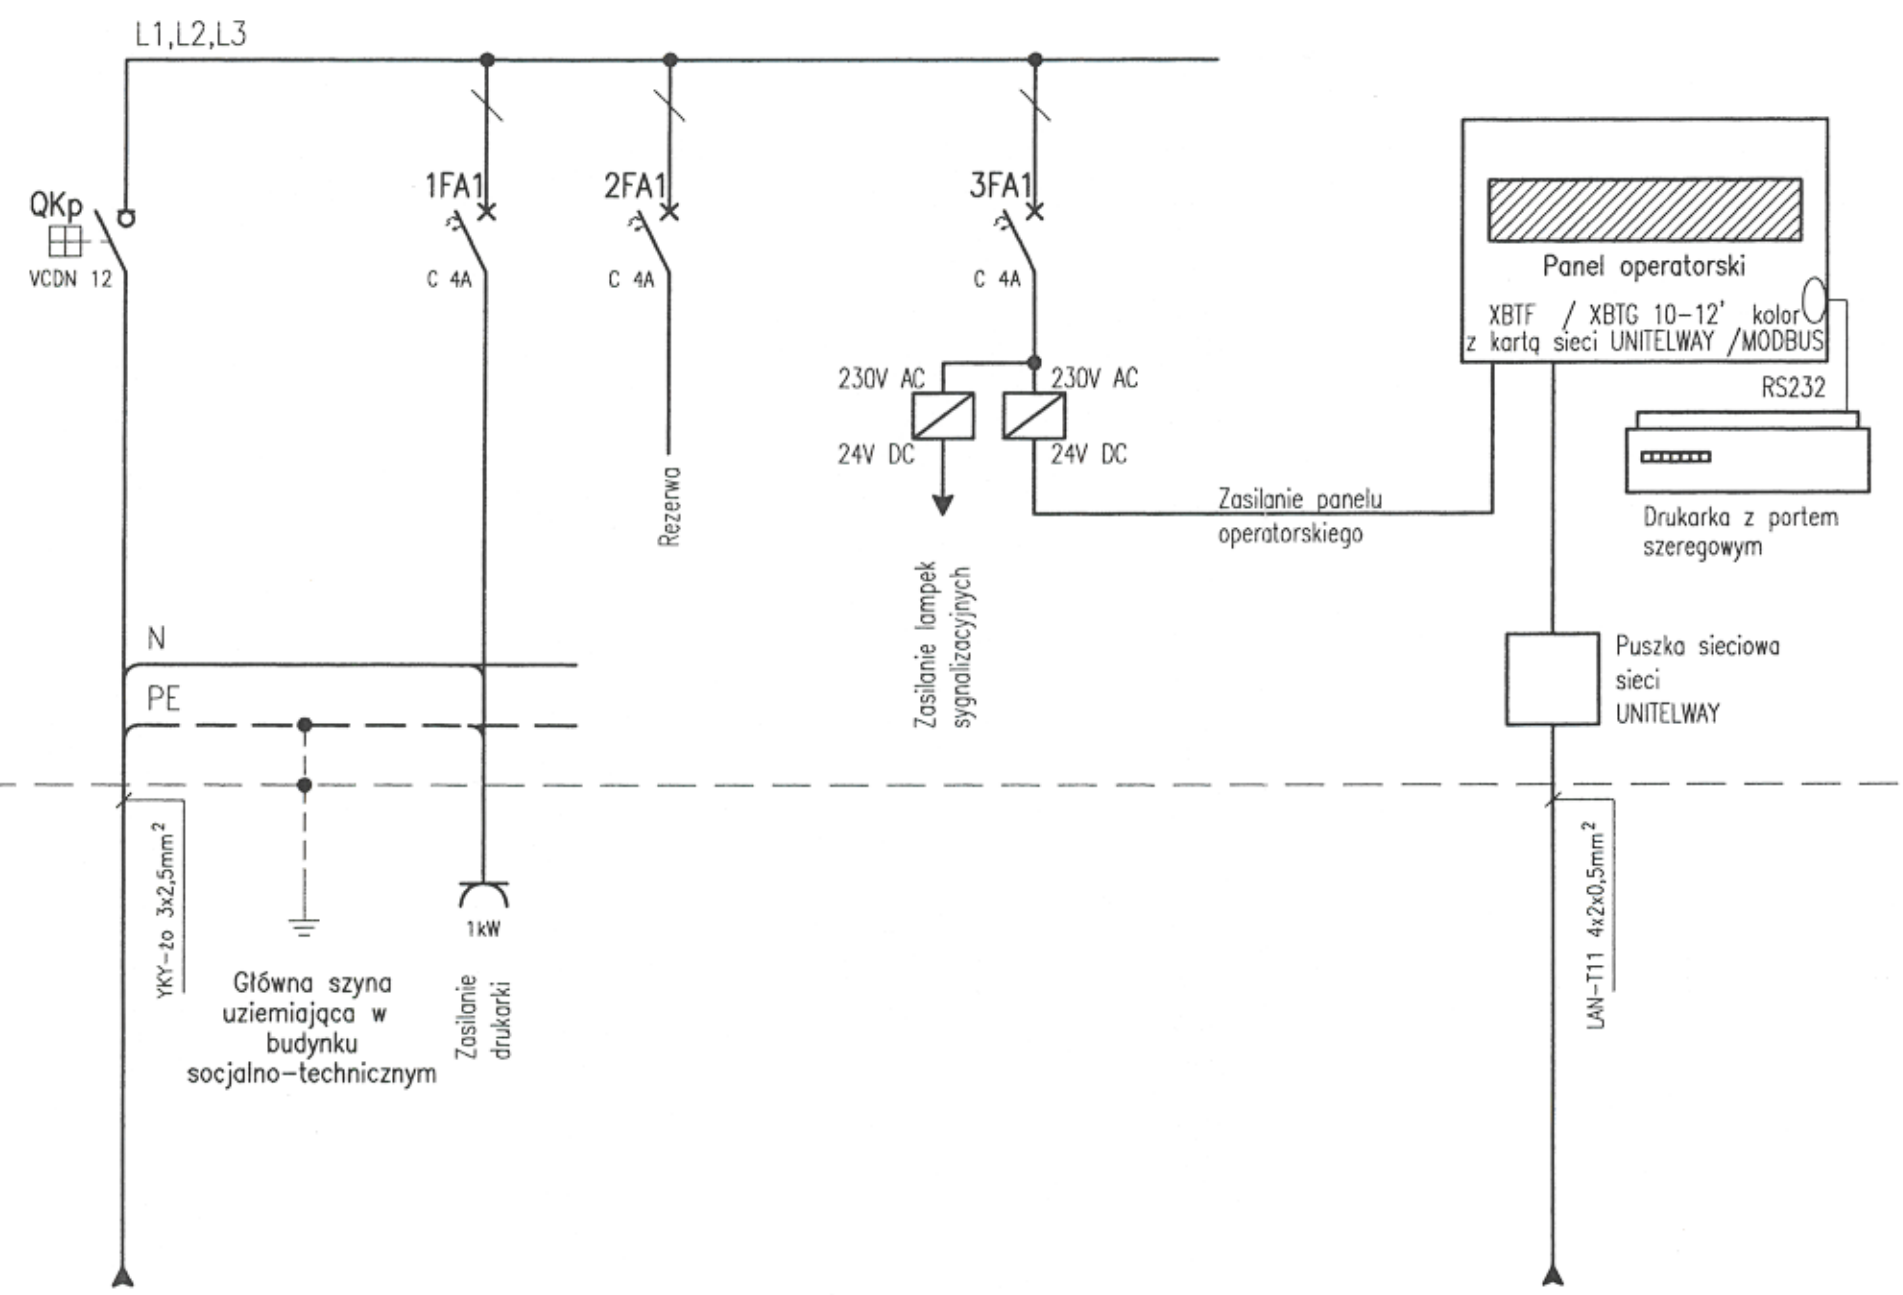 L1,L2,L3
QKp
VCDN 12
1FA1
C 4A
2FA1
C 4A
Rezerwa
3FA1
C 4A
230V AC
24V DC
230V AC
24V DC
Zasilanie lampek
sygnalizacyjnych
Zasilanie panelu
operatorskiego
Panel operatorski
XBTF / XBTG 10-12' kolor
z kartą sieci UNITELWAY /MODBUS
RS232
Drukarka z portem
szeregowym
Puszka sieciowa
sieci
UNITELWAY
N
PE
YKY-żo 3x2,5mm²
Główna szyna
uziemiająca w
budynku
socjalno-technicznym
1kW
Zasilanie
drukarki
LAN-T11 4x2x0,5mm²